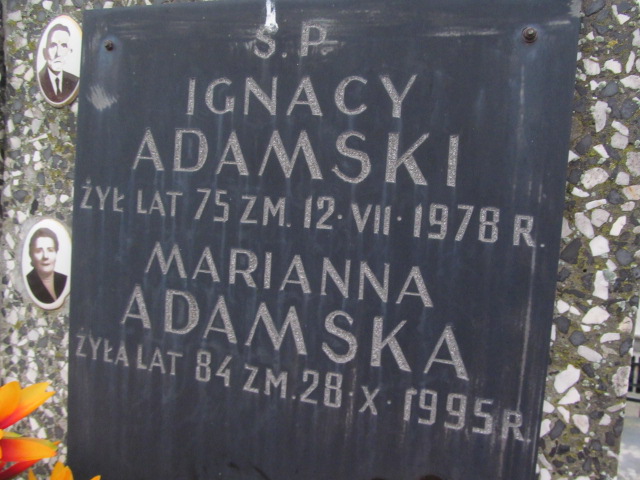 Ś. P.
IGNACY
ADAMSKI
ŻYŁ LAT 75 ZM. 12·VII·1978 R.
MARIANNA
ADAMSKA
ŻYŁA LAT 84 ZM. 28·X·1995 R.